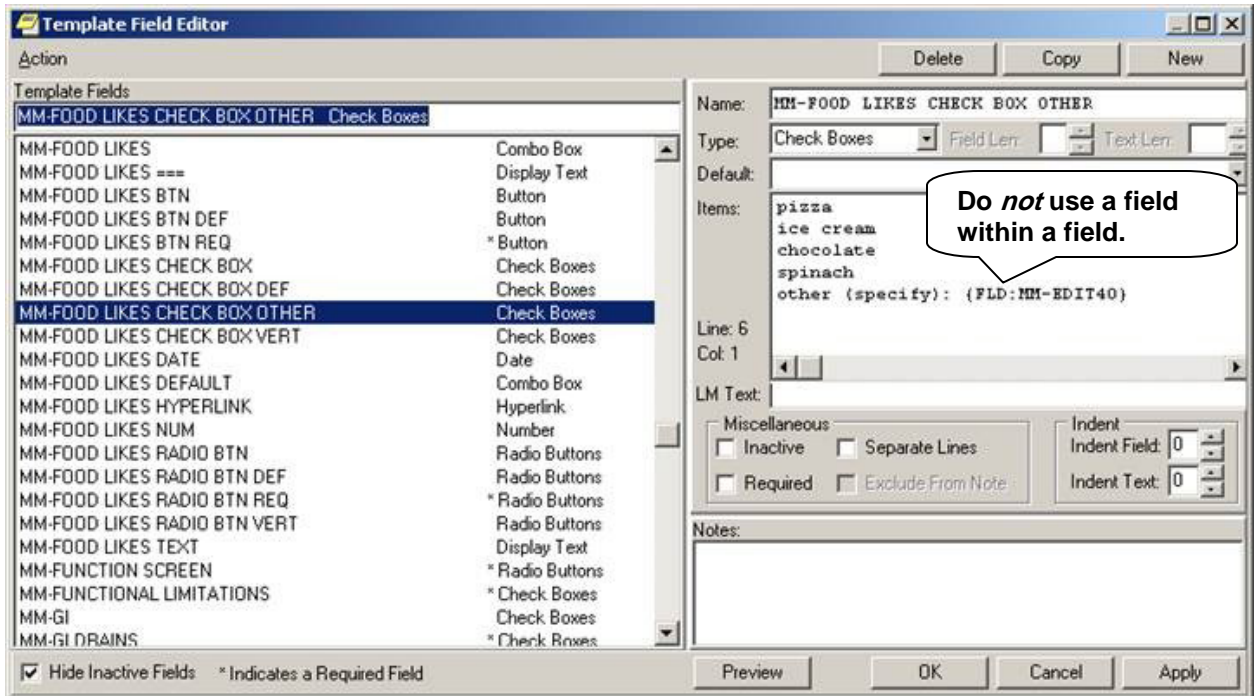 Template Field Editor
Action
Delete Copy New
Template Fields
MM-FOOD LIKES CHECK BOX OTHER Check Boxes
MM-FOOD LIKES Combo Box
MM-FOOD LIKES === Display Text
MM-FOOD LIKES BTN Button
MM-FOOD LIKES BTN DEF Button
MM-FOOD LIKES BTN REQ * Button
MM-FOOD LIKES CHECK BOX Check Boxes
MM-FOOD LIKES CHECK BOX DEF Check Boxes
MM-FOOD LIKES CHECK BOX OTHER Check Boxes
MM-FOOD LIKES CHECK BOX VERT Check Boxes
MM-FOOD LIKES DATE Date
MM-FOOD LIKES DEFAULT Combo Box
MM-FOOD LIKES HYPERLINK Hyperlink
MM-FOOD LIKES NUM Number
MM-FOOD LIKES RADIO BTN Radio Buttons
MM-FOOD LIKES RADIO BTN DEF Radio Buttons
MM-FOOD LIKES RADIO BTN REQ * Radio Buttons
MM-FOOD LIKES RADIO BTN VERT Radio Buttons
MM-FOOD LIKES TEXT Display Text
MM-FUNCTION SCREEN * Radio Buttons
MM-FUNCTIONAL LIMITATIONS * Check Boxes
MM-GI Check Boxes
MM-GI DRAINS * Check Boxes
Name: MM-FOOD LIKES CHECK BOX OTHER
Type: Check Boxes Field Len: Text Len:
Default:
Items:
pizza
ice cream
chocolate
spinach
other (specify): {FLD:MM-EDIT40}
Do not use a field
within a field.
Line: 6
Col: 1
LM Text:
Miscellaneous
Inactive Separate Lines
Required Exclude From Note
Indent
Indent Field: 0
Indent Text: 0
Notes:
Hide Inactive Fields * Indicates a Required Field
Preview OK Cancel Apply